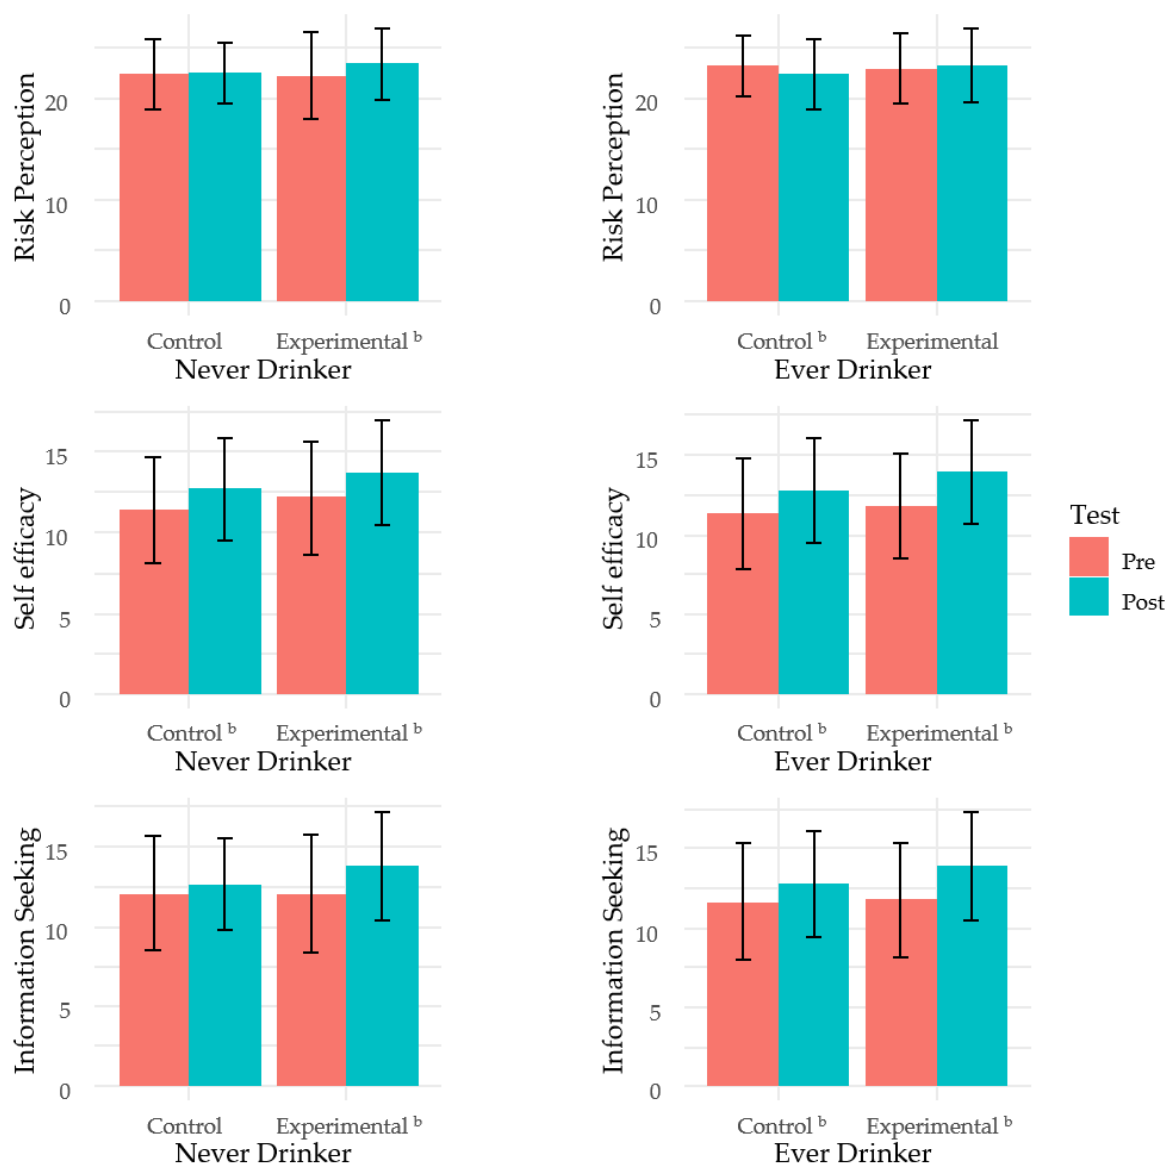 Risk Perception
20
10
0
Control Experimental ᵇ
Never Drinker
Risk Perception
20
10
0
Control ᵇ Experimental
Ever Drinker
Self efficacy
15
10
5
0
Control ᵇ Experimental ᵇ
Never Drinker
Self efficacy
15
10
5
0
Control ᵇ Experimental ᵇ
Ever Drinker
Test
Pre
Post
Information Seeking
15
10
5
0
Control Experimental ᵇ
Never Drinker
Information Seeking
15
10
5
0
Control ᵇ Experimental ᵇ
Ever Drinker